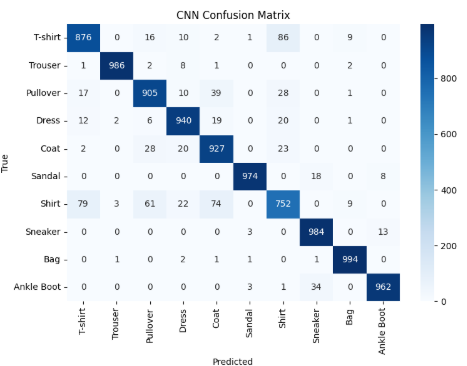 CNN Confusion Matrix
T-shirt 876 0 16 10 2 1 86 0 9 0
Trouser 1 986 2 8 1 0 0 0 2 0
Pullover 17 0 905 10 39 0 28 0 1 0
Dress 12 2 6 940 19 0 20 0 1 0
Coat 2 0 28 20 927 0 23 0 0 0
Sandal 0 0 0 0 0 974 0 18 0 8
Shirt 79 3 61 22 74 0 752 0 9 0
Sneaker 0 0 0 0 0 3 0 984 0 13
Bag 0 1 0 2 1 1 0 1 994 0
Ankle Boot 0 0 0 0 0 3 1 34 0 962
True
T-shirt Trouser Pullover Dress Coat Sandal Shirt Sneaker Bag Ankle Boot
Predicted
800
600
400
200
0